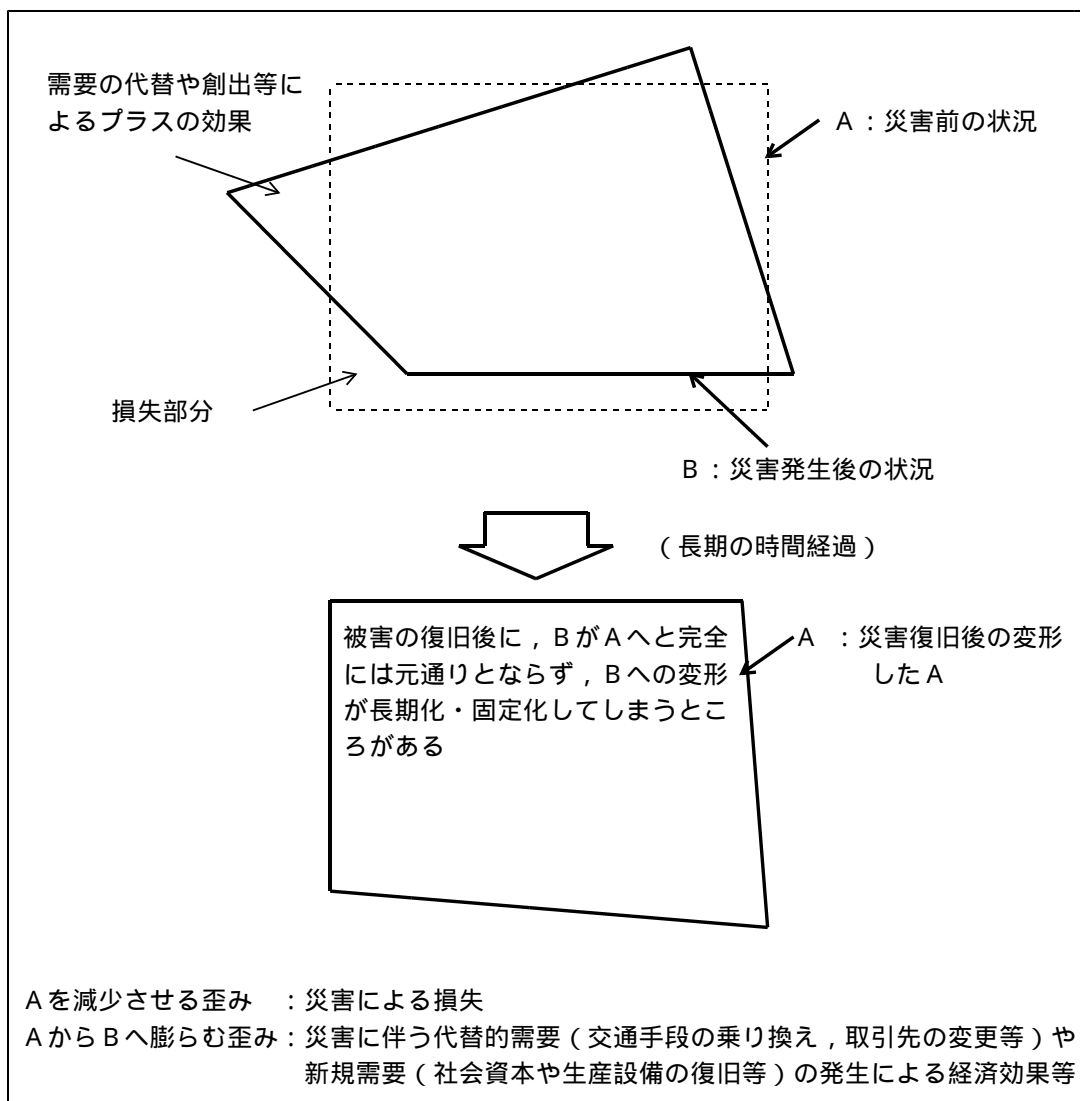 需要の代替や創出等に
よるプラスの効果
A：災害前の状況
損失部分
B：災害発生後の状況
（長期の時間経過）
被害の復旧後に，BがAへと完全
には元通りとならず，Bへの変形
が長期化・固定化してしまうとこ
ろがある
A　：災害復旧後の変形
したA
Aを減少させる歪み　：災害による損失
AからBへ膨らむ歪み：災害に伴う代替的需要（交通手段の乗り換え，取引先の変更等）や
新規需要（社会資本や生産設備の復旧等）の発生による経済効果等